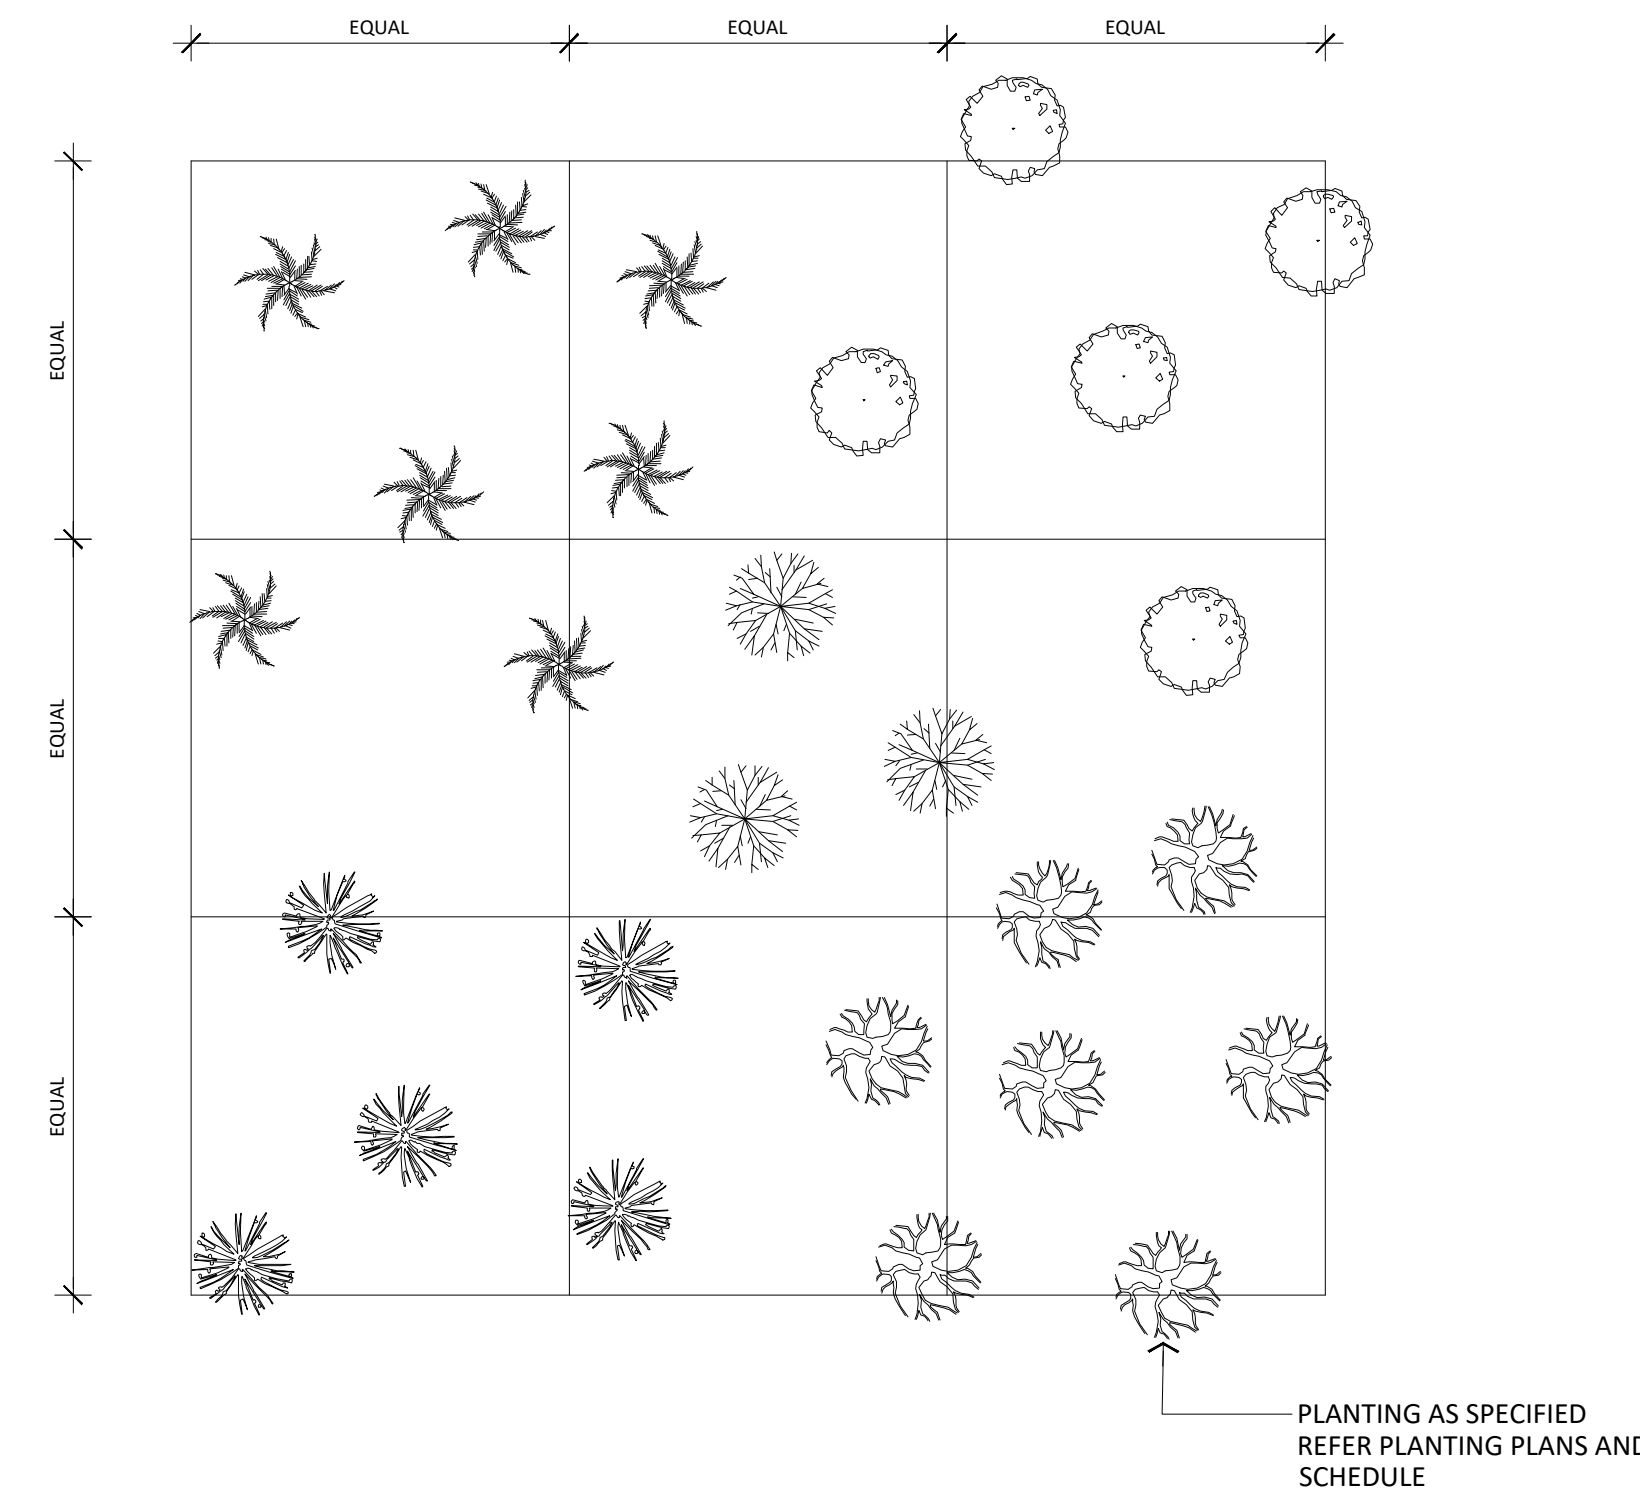 EQUAL
EQUAL
EQUAL
EQUAL
EQUAL
EQUAL
PLANTING AS SPECIFIED
REFER PLANTING PLANS AND
SCHEDULE